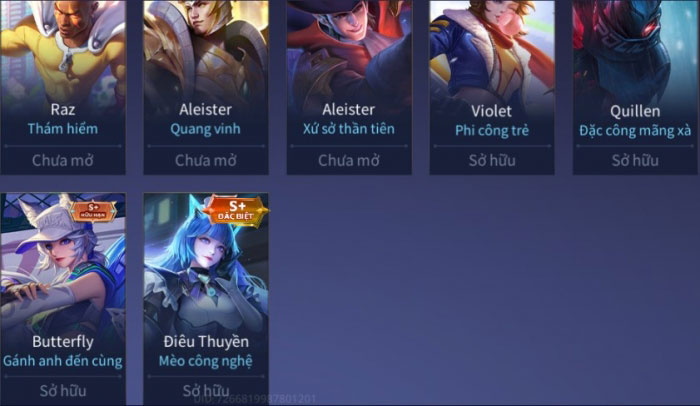 Raz
Thám hiểm
Chưa mở
Aleister
Quang vinh
Chưa mở
Aleister
Xứ sở thần tiên
Chưa mở
Violet
Phi công trẻ
Sở hữu
Quillen
Đặc công mãng xà
Sở hữu
S+
HỮU HẠN
Butterfly
Gánh anh đến cùng
Sở hữu
S+
ĐẶC BIỆT
Điêu Thuyền
Mèo công nghệ
Sở hữu
DID:7266819987801201